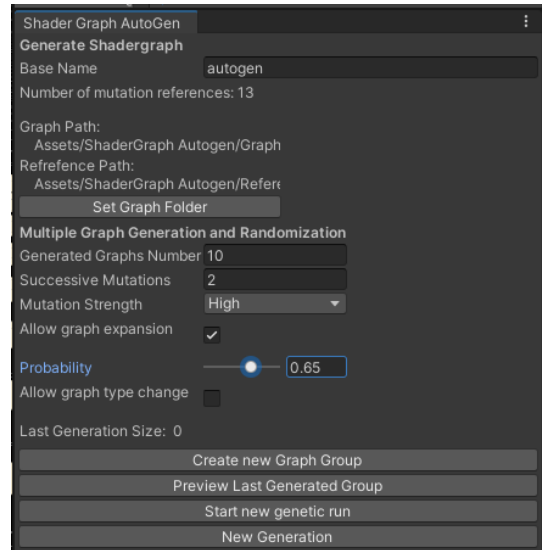 Shader Graph AutoGen
Generate Shadergraph
Base Name autogen
Number of mutation references: 13
Graph Path:
Assets/ShaderGraph Autogen/Graph
Refrefence Path:
Assets/ShaderGraph Autogen/Refere
Set Graph Folder
Multiple Graph Generation and Randomization
Generated Graphs Number 10
Successive Mutations 2
Mutation Strength High
Allow graph expansion
Probability 0.65
Allow graph type change
Last Generation Size: 0
Create new Graph Group
Preview Last Generated Group
Start new genetic run
New Generation